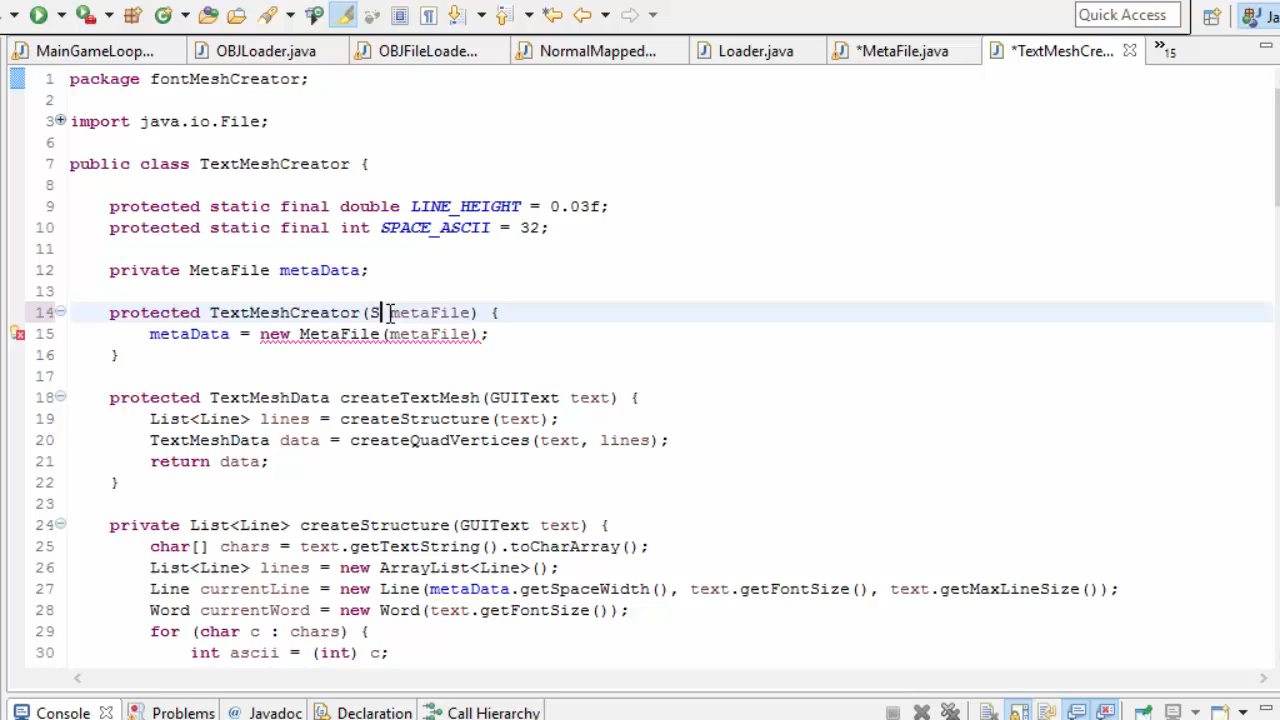 Quick Access
Ja
MainGameLoop...
OBJLoader.java
OBJFileLoade...
NormalMapped...
Loader.java
*MetaFile.java
*TextMeshCre...
15
1 package fontMeshCreator;
2
3 import java.io.File;
6
7 public class TextMeshCreator {
8
9 protected static final double LINE_HEIGHT = 0.03f;
10 protected static final int SPACE_ASCII = 32;
11
12 private MetaFile metaData;
13
14 protected TextMeshCreator(S metaFile) {
15 metaData = new MetaFile(metaFile);
16 }
17
18 protected TextMeshData createTextMesh(GUIText text) {
19 List<Line> lines = createStructure(text);
20 TextMeshData data = createQuadVertices(text, lines);
21 return data;
22 }
23
24 private List<Line> createStructure(GUIText text) {
25 char[] chars = text.getTextString().toCharArray();
26 List<Line> lines = new ArrayList<Line>();
27 Line currentLine = new Line(metaData.getSpaceWidth(), text.getFontSize(), text.getMaxLineSize());
28 Word currentWord = new Word(text.getFontSize());
29 for (char c : chars) {
30 int ascii = (int) c;
Console
Problems
@ Javadoc
Declaration
Call Hierarchy